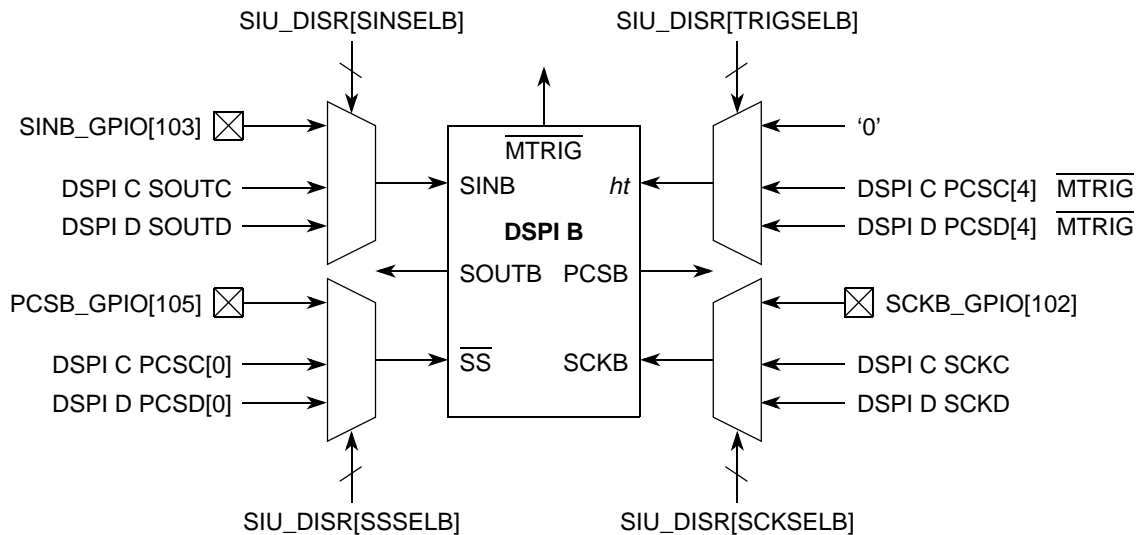 SIU_DISR[SINSELB] SIU_DISR[TRIGSELB]
SINB_GPIO[103] '0'
MTRIG
DSPI C SOUTC SINB ht DSPI C PCSC[4] MTRIG
DSPI D SOUTD DSPI B DSPI D PCSD[4] MTRIG
SOUTB PCSB
PCSB_GPIO[105] SCKB_GPIO[102]
DSPI C PCSC[0] SS SCKB DSPI C SCKC
DSPI D PCSD[0] DSPI D SCKD
SIU_DISR[SSSELB] SIU_DISR[SCKSELB]